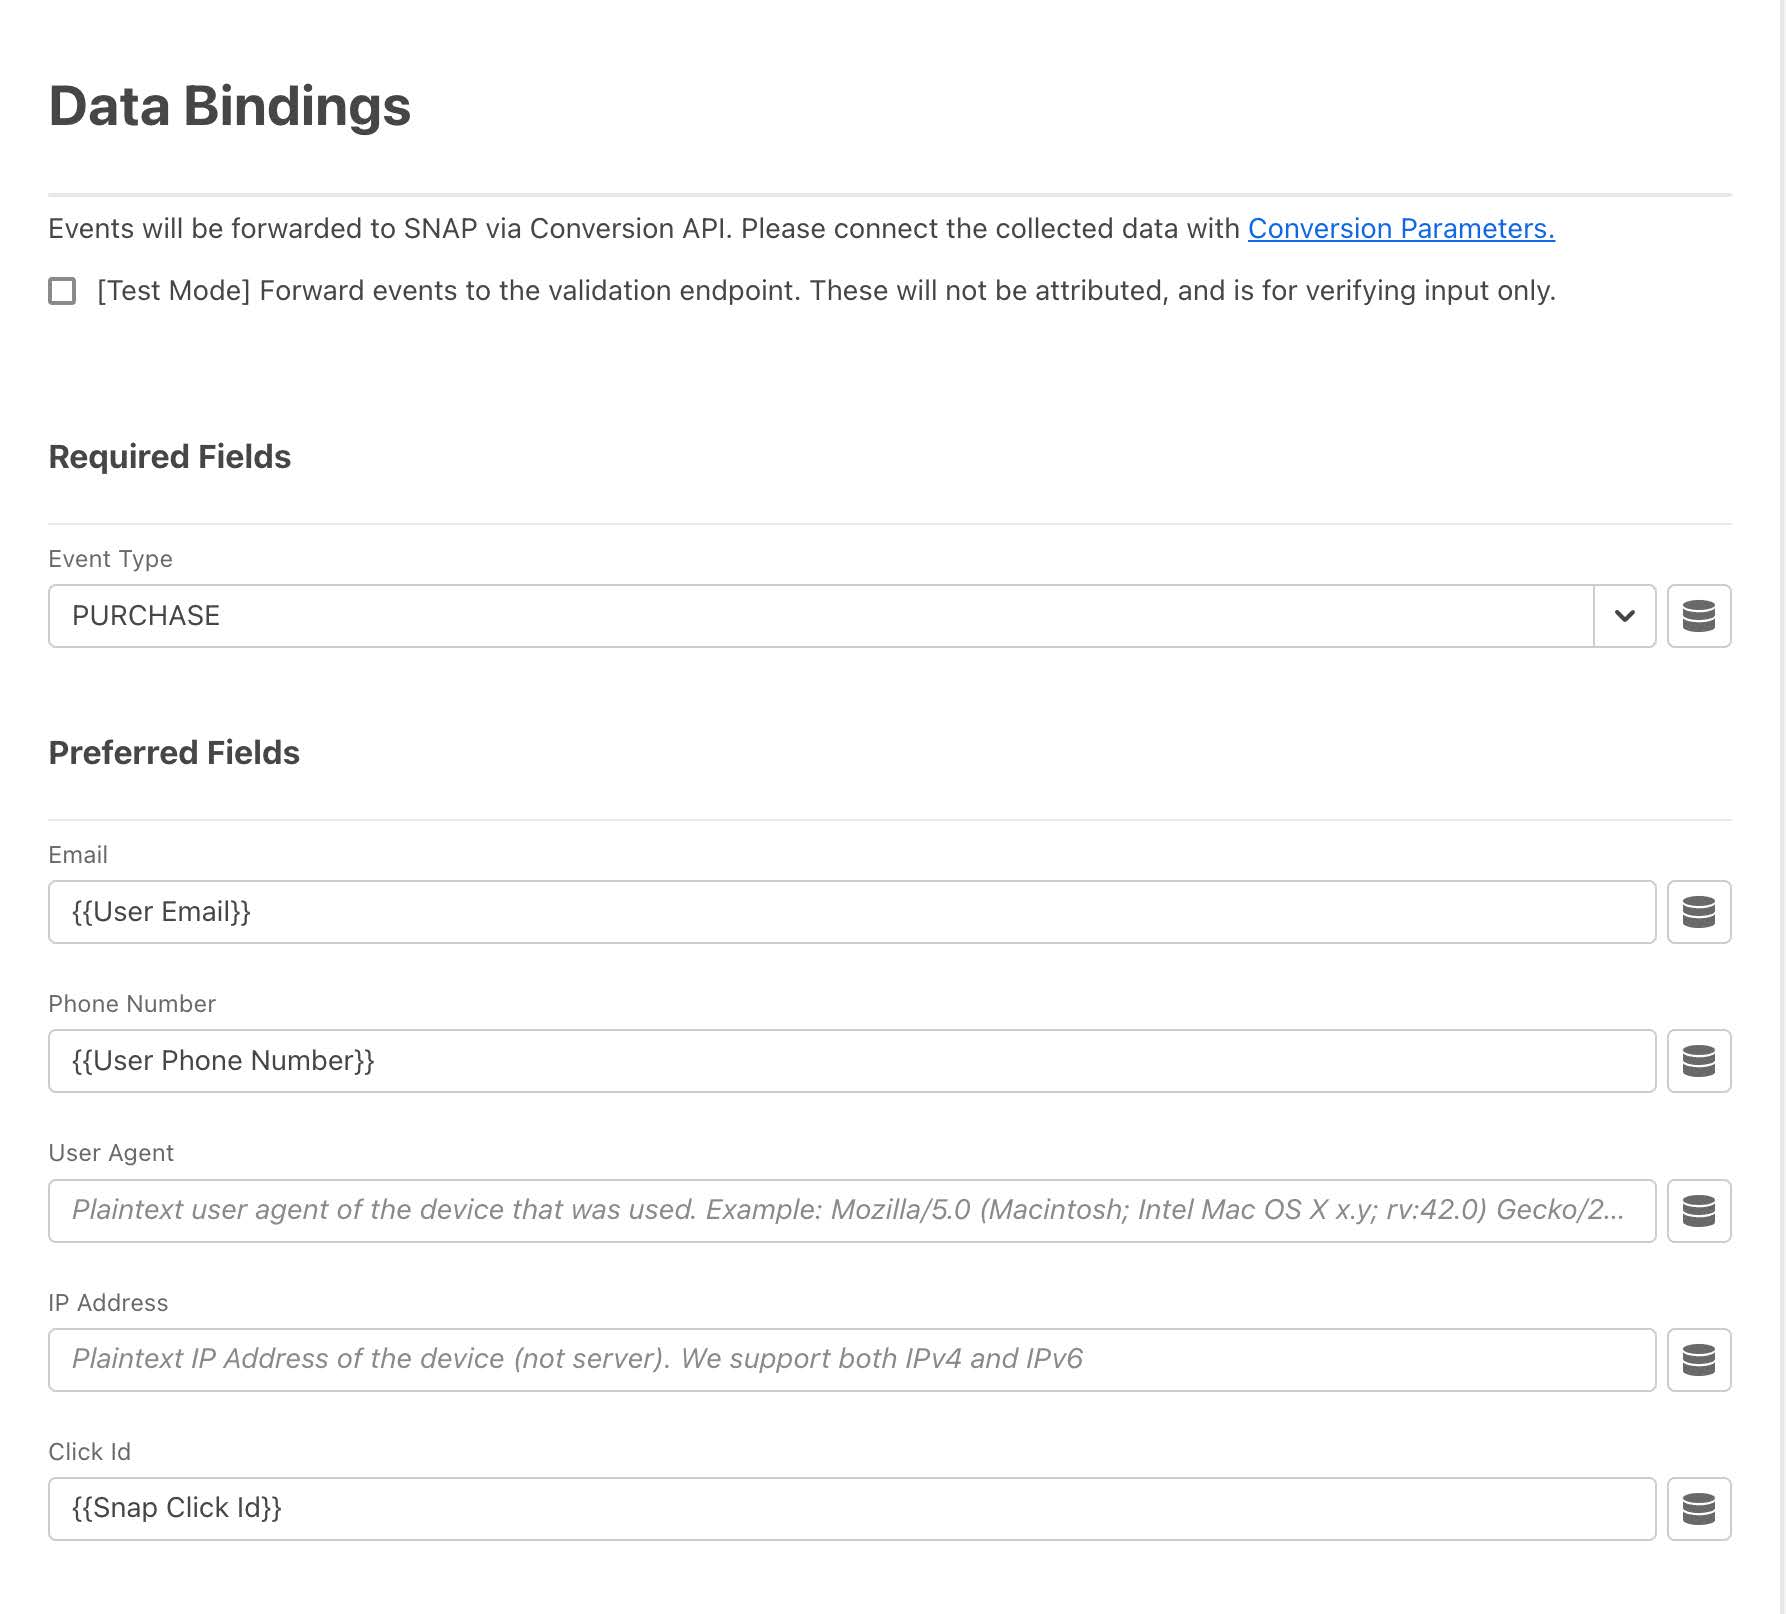 Data Bindings
Events will be forwarded to SNAP via Conversion API. Please connect the collected data with Conversion Parameters.
[Test Mode] Forward events to the validation endpoint. These will not be attributed, and is for verifying input only.
Required Fields
Event Type
PURCHASE
Preferred Fields
Email
{{User Email}}
Phone Number
{{User Phone Number}}
User Agent
Plaintext user agent of the device that was used. Example: Mozilla/5.0 (Macintosh; Intel Mac OS X x.y; rv:42.0) Gecko/2...
IP Address
Plaintext IP Address of the device (not server). We support both IPv4 and IPv6
Click Id
{{Snap Click Id}}